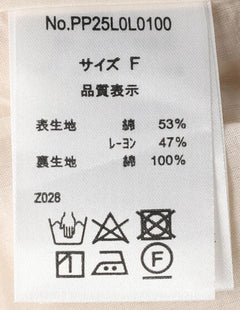 No.PP25L0L0100
サイズ F
品質表示
表生地 綿 53%
レーヨン 47%
裏生地 綿 100%
Z028
F